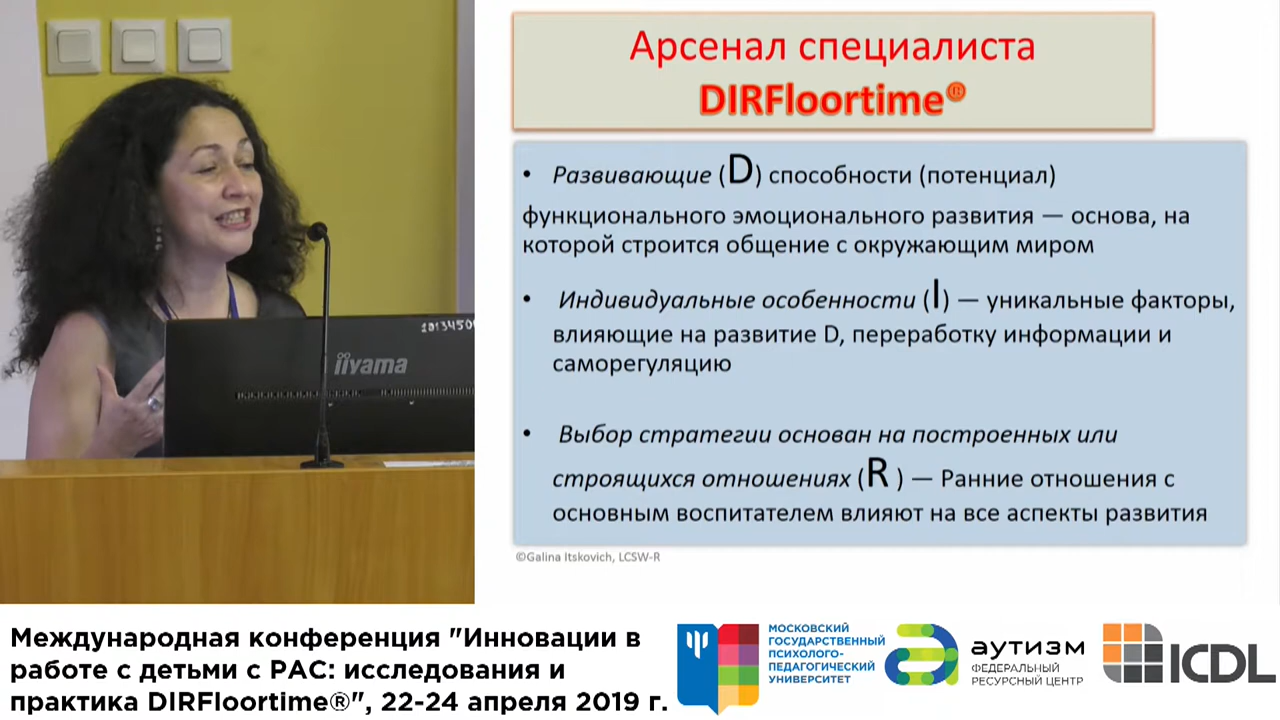 Арсенал специалиста
DIRFloortime®
• Развивающие (D) способности (потенциал)
функционального эмоционального развития — основа, на
которой строится общение с окружающим миром
• Индивидуальные особенности (I) — уникальные факторы,
влияющие на развитие D, переработку информации и
саморегуляцию
• Выбор стратегии основан на построенных или
строящихся отношениях (R ) — Ранние отношения с
основным воспитателем влияют на все аспекты развития
©Galina Itskovich, LCSW-R
iiyama
Международная конференция "Инновации в
работе с детьми с РАС: исследования и
практика DIRFloortime®", 22-24 апреля 2019 г.
МОСКОВСКИЙ
ГОСУДАРСТВЕННЫЙ
ПСИХОЛОГО-
ПЕДАГОГИЧЕСКИЙ
УНИВЕРСИТЕТ
аутизм
ФЕДЕРАЛЬНЫЙ
РЕСУРСНЫЙ ЦЕНТР
ICDL